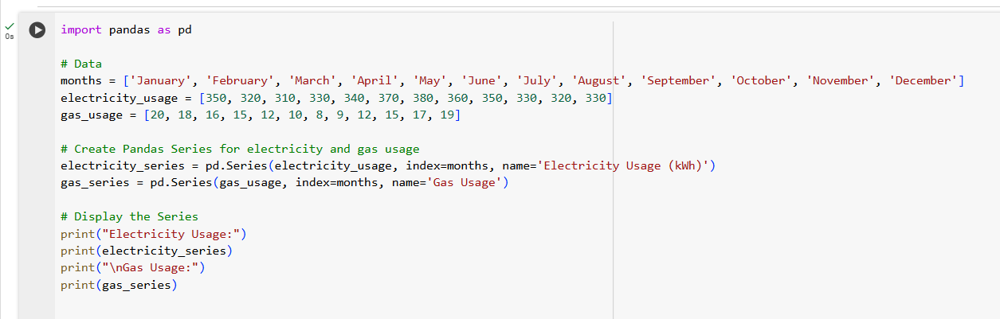 0s
import pandas as pd
# Data
months = ['January', 'February', 'March', 'April', 'May', 'June', 'July', 'August', 'September', 'October', 'November', 'December']
electricity_usage = [350, 320, 310, 330, 340, 370, 380, 360, 350, 330, 320, 330]
gas_usage = [20, 18, 16, 15, 12, 10, 8, 9, 12, 15, 17, 19]
# Create Pandas Series for electricity and gas usage
electricity_series = pd.Series(electricity_usage, index=months, name='Electricity Usage (kWh)')
gas_series = pd.Series(gas_usage, index=months, name='Gas Usage')
# Display the Series
print("Electricity Usage:")
print(electricity_series)
print("\nGas Usage:")
print(gas_series)